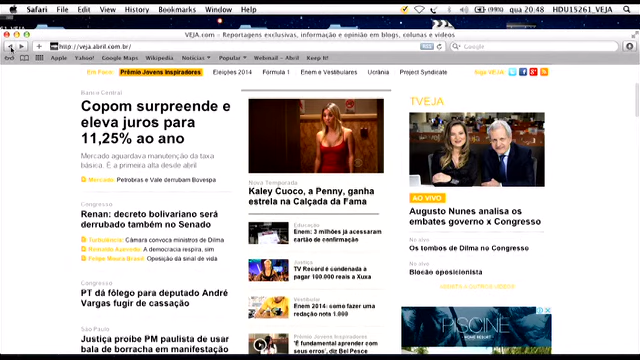 Safari File Edit View History Bookmarks Window Help
qua 20:48 HDU15261_VEJA
VEJA.com – Reportagens exclusivas, informação e opinião em blogs, colunas e vídeos
http://veja.abril.com.br/
RSS
Google
Apple Yahoo! Google Maps Wikipedia Notícias Popular Webmail – Abril Keep It!
Em Foco: Prêmio Jovens Inspiradores Eleições 2014 Fórmula 1 Enem e Vestibulares Ucrânia Project Syndicate Siga VEJA
Banco Central
Copom surpreende e
eleva juros para
11,25% ao ano
Mercado aguardava manutenção da taxa
básica. É a primeira alta desde abril
Mercado: Petrobras e Vale derrubam Bovespa
Congresso
Renan: decreto bolivariano será
derrubado também no Senado
Turbulência: Câmara convoca ministros de Dilma
Reinaldo Azevedo: A democracia respira, sim
Felipe Moura Brasil: Oposição dá sinal de vida
Congresso
PT dá fôlego para deputado André
Vargas fugir de cassação
São Paulo
Justiça proíbe PM paulista de usar
bala de borracha em manifestação
Nova Temporada
Kaley Cuoco, a Penny, ganha
estrela na Calçada da Fama
Educação
Enem: 3 milhões já acessaram
cartão de confirmação
Justiça
TV Record é condenada a
pagar 100.000 reais a Xuxa
Vestibular
Enem 2014: como fazer uma
redação nota 1.000
Prêmio Jovens Inspiradores
'É fundamental aprender
com seus erros', diz Bel Pesce
TVEJA
AO VIVO
Augusto Nunes analisa os
embates governo x Congresso
No vivo
Os tombos de Dilma no Congresso
No vivo
Blocão oposicionista
ASSISTA A OUTROS VÍDEOS
PISCINE
HOME RESORT